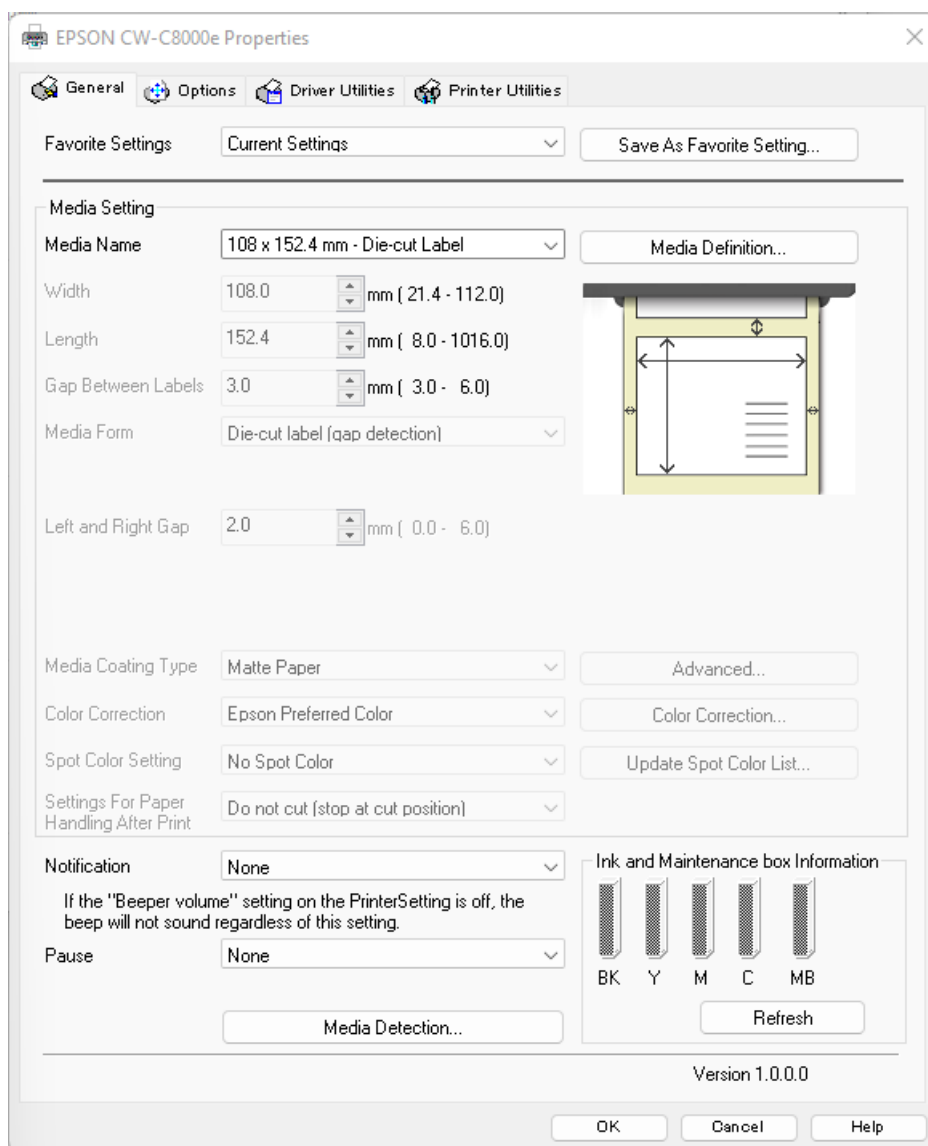 EPSON CW-C8000e Properties
General Options Driver Utilities Printer Utilities
Favorite Settings Current Settings Save As Favorite Setting...
Media Setting
Media Name 108 x 152.4 mm - Die-cut Label Media Definition...
Width 108.0 mm ( 21.4 - 112.0)
Length 152.4 mm ( 8.0 - 1016.0)
Gap Between Labels 3.0 mm ( 3.0 - 6.0)
Media Form Die-cut label (gap detection)
Left and Right Gap 2.0 mm ( 0.0 - 6.0)
Media Coating Type Matte Paper Advanced...
Color Correction Epson Preferred Color Color Correction...
Spot Color Setting No Spot Color Update Spot Color List...
Settings For Paper
Handling After Print Do not cut (stop at cut position)
Notification None
If the "Beeper volume" setting on the PrinterSetting is off, the
beep will not sound regardless of this setting.
Pause None
Media Detection...
Ink and Maintenance box Information
BK Y M C MB
Refresh
Version 1.0.0.0
OK Cancel Help